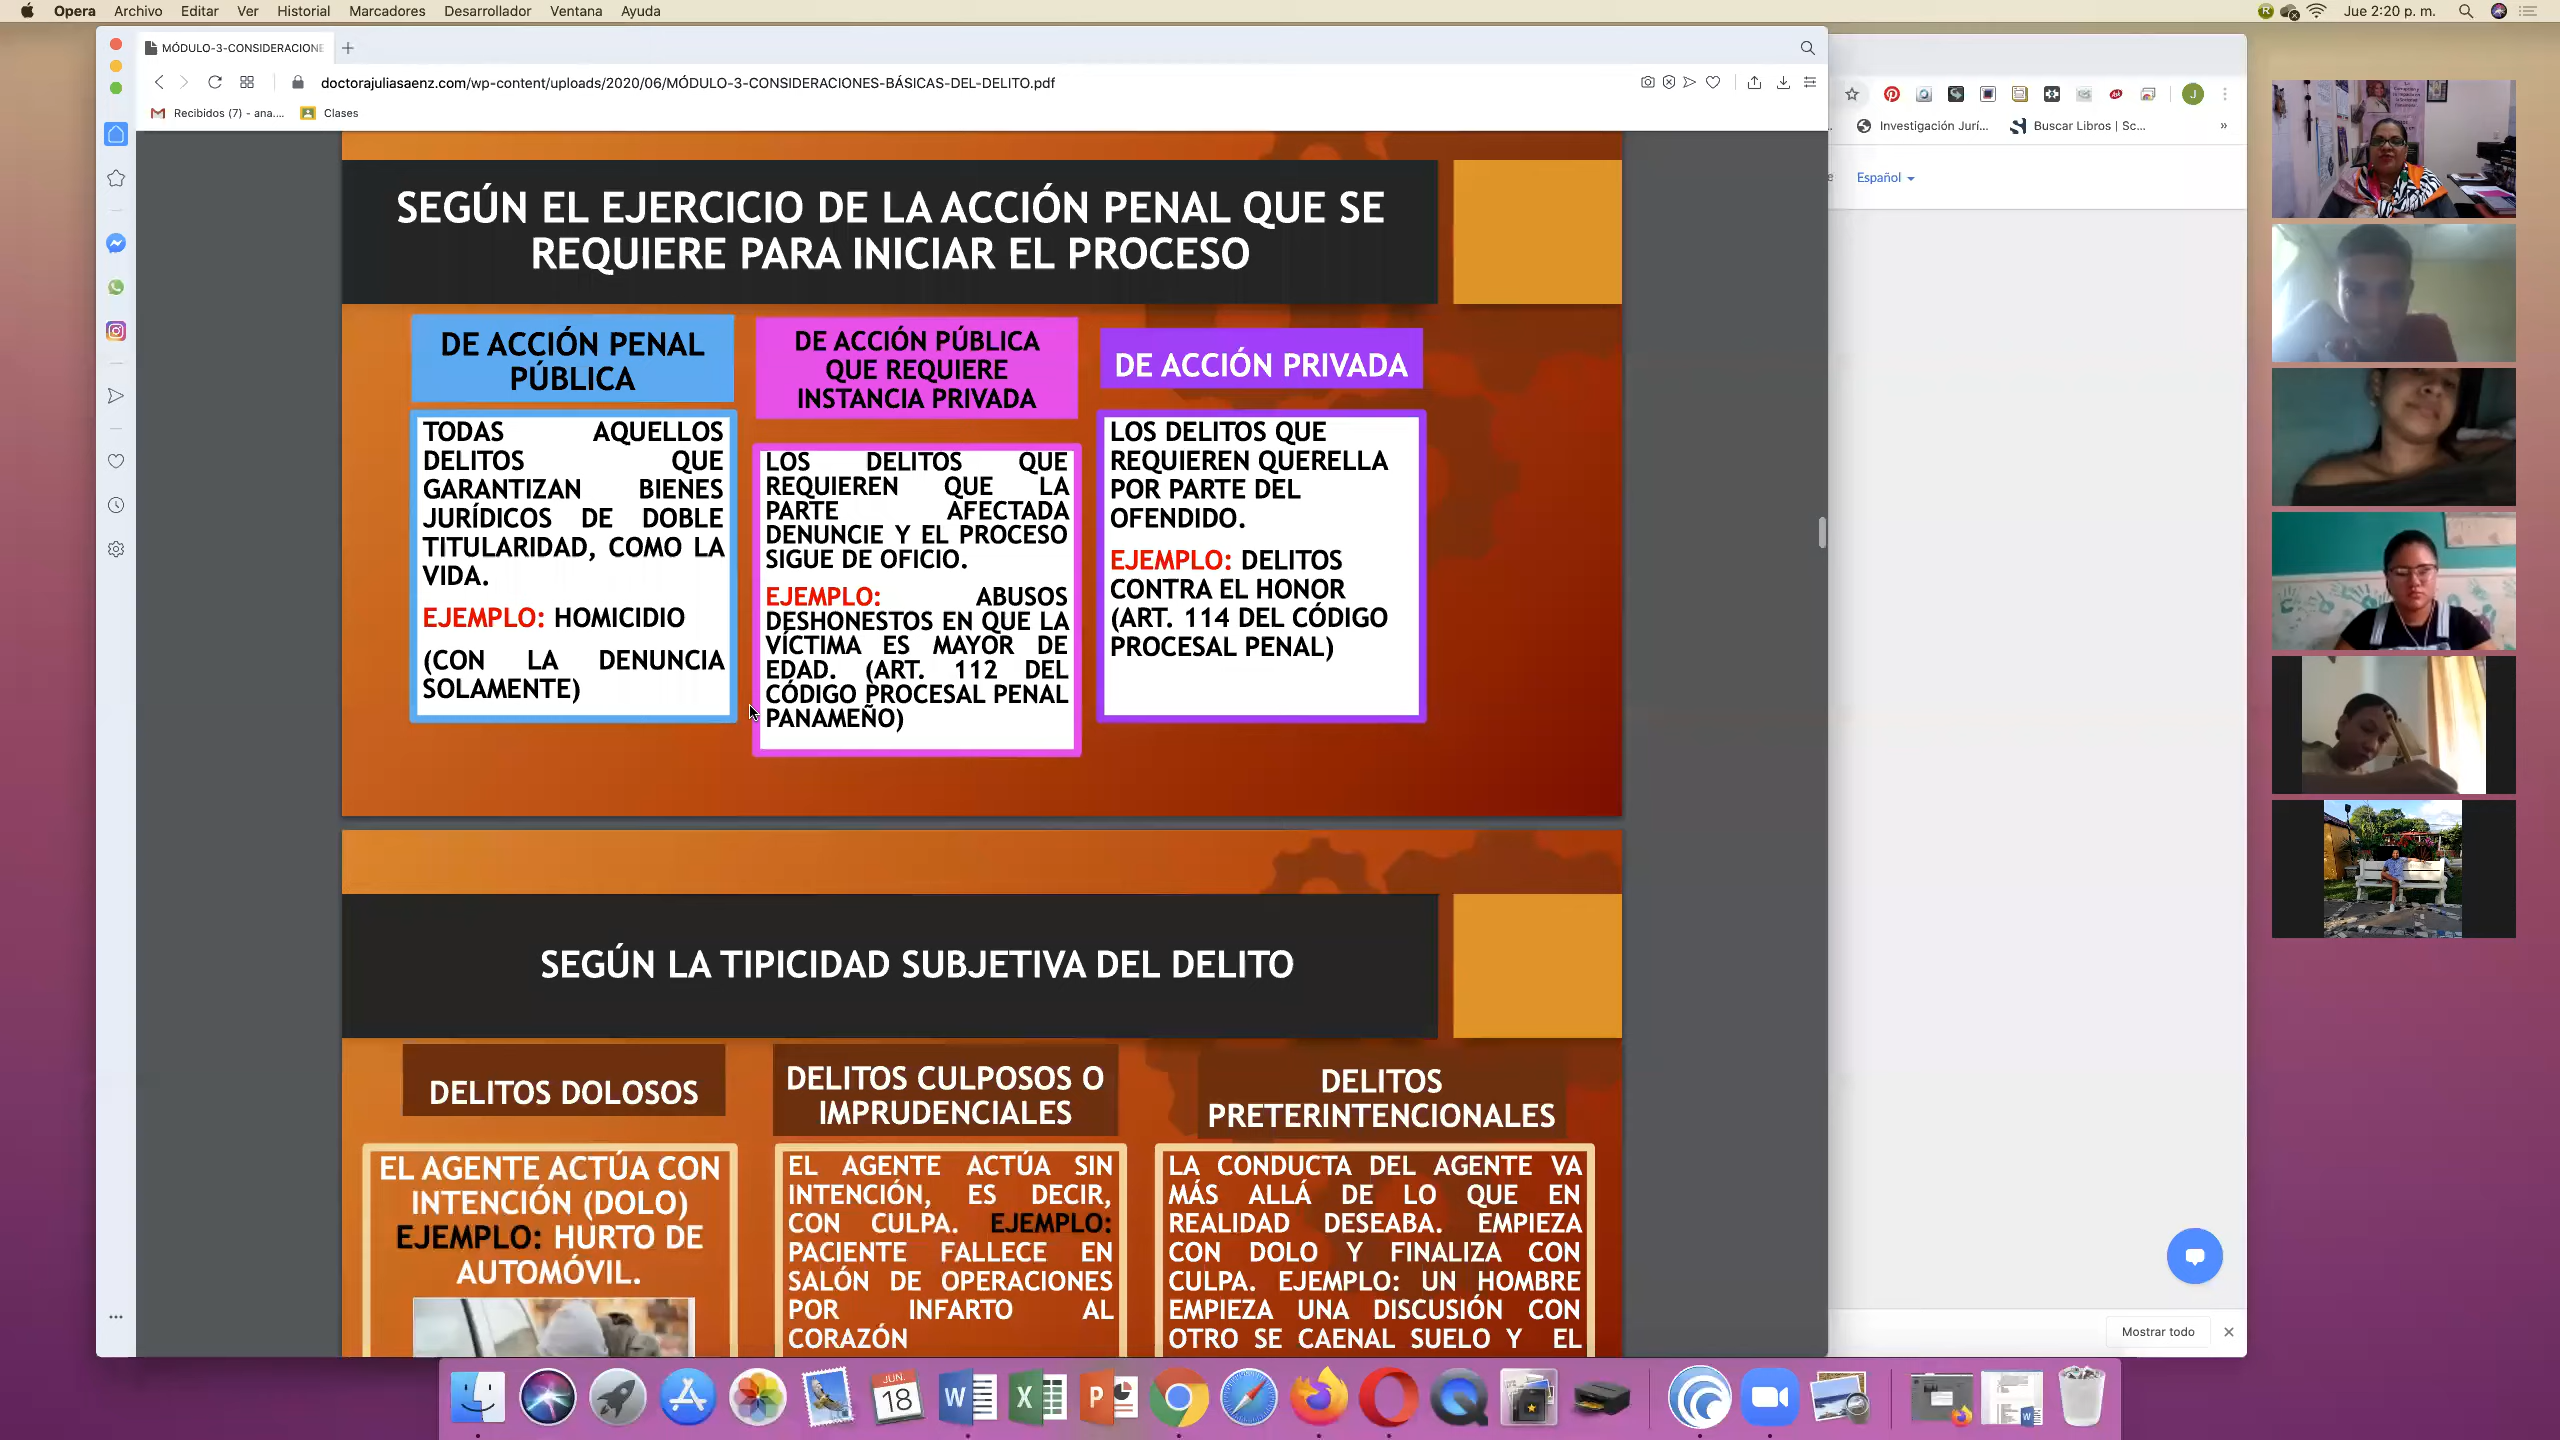 Opera Archivo Editar Ver Historial Marcadores Desarrollador Ventana Ayuda
Jue 2:20 p. m.
MÓDULO-3-CONSIDERACIONE
doctorajuliasaenz.com/wp-content/uploads/2020/06/MÓDULO-3-CONSIDERACIONES-BÁSICAS-DEL-DELITO.pdf
Recibidos (7) - ana.... Clases
SEGÚN EL EJERCICIO DE LA ACCIÓN PENAL QUE SE
REQUIERE PARA INICIAR EL PROCESO
DE ACCIÓN PENAL
PÚBLICA
TODAS AQUELLOS
DELITOS QUE
GARANTIZAN BIENES
JURÍDICOS DE DOBLE
TITULARIDAD, COMO LA
VIDA.
EJEMPLO: HOMICIDIO
(CON LA DENUNCIA
SOLAMENTE)
DE ACCIÓN PÚBLICA
QUE REQUIERE
INSTANCIA PRIVADA
LOS DELITOS QUE
REQUIEREN QUE LA
PARTE AFECTADA
DENUNCIE Y EL PROCESO
SIGUE DE OFICIO.
EJEMPLO: ABUSOS
DESHONESTOS EN QUE LA
VÍCTIMA ES MAYOR DE
EDAD. (ART. 112 DEL
CÓDIGO PROCESAL PENAL
PANAMEÑO)
DE ACCIÓN PRIVADA
LOS DELITOS QUE
REQUIEREN QUERELLA
POR PARTE DEL
OFENDIDO.
EJEMPLO: DELITOS
CONTRA EL HONOR
(ART. 114 DEL CÓDIGO
PROCESAL PENAL)
SEGÚN LA TIPICIDAD SUBJETIVA DEL DELITO
DELITOS DOLOSOS
EL AGENTE ACTÚA CON
INTENCIÓN (DOLO)
EJEMPLO: HURTO DE
AUTOMÓVIL.
DELITOS CULPOSOS O
IMPRUDENCIALES
EL AGENTE ACTÚA SIN
INTENCIÓN, ES DECIR,
CON CULPA. EJEMPLO:
PACIENTE FALLECE EN
SALÓN DE OPERACIONES
POR INFARTO AL
CORAZÓN
DELITOS
PRETERINTENCIONALES
LA CONDUCTA DEL AGENTE VA
MÁS ALLÁ DE LO QUE EN
REALIDAD DESEABA. EMPIEZA
CON DOLO Y FINALIZA CON
CULPA. EJEMPLO: UN HOMBRE
EMPIEZA UNA DISCUSIÓN CON
OTRO SE CAENAL SUELO Y EL
J
Investigación Jurí... Buscar Libros | Sc... »
Español
Mostrar todo
JUN.
18